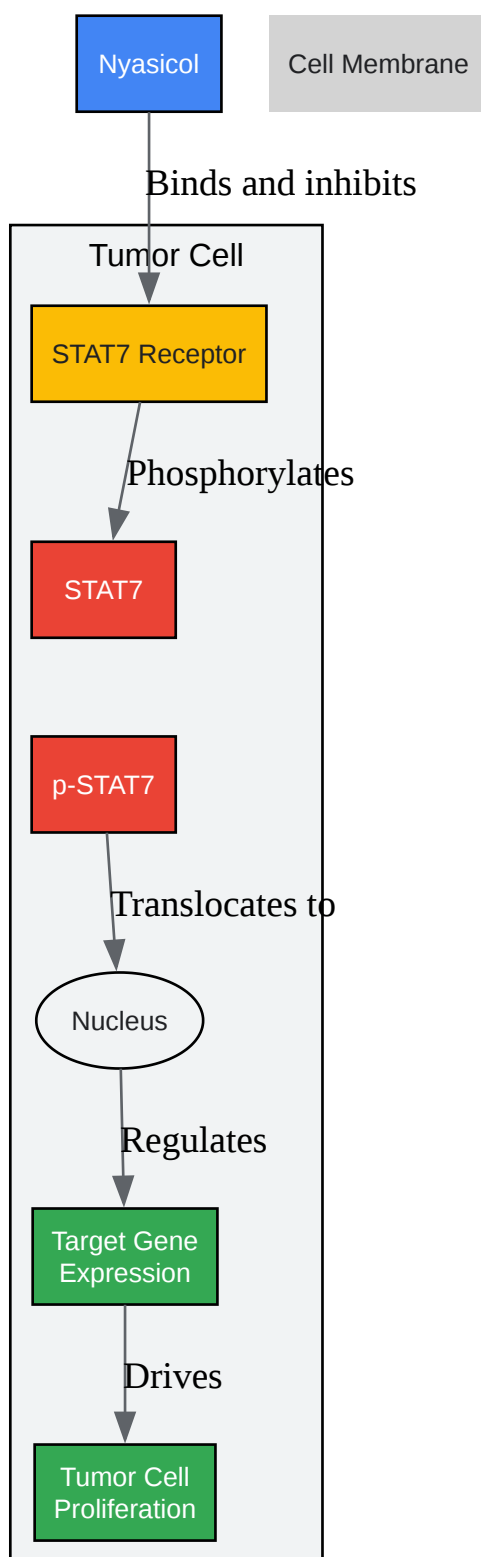 Nyasicol
Cell Membrane
Binds and inhibits
Tumor Cell
STAT7 Receptor
Phosphorylates
STAT7
p-STAT7
Translocates to
Nucleus
Regulates
Target Gene
Expression
Drives
Tumor Cell
Proliferation